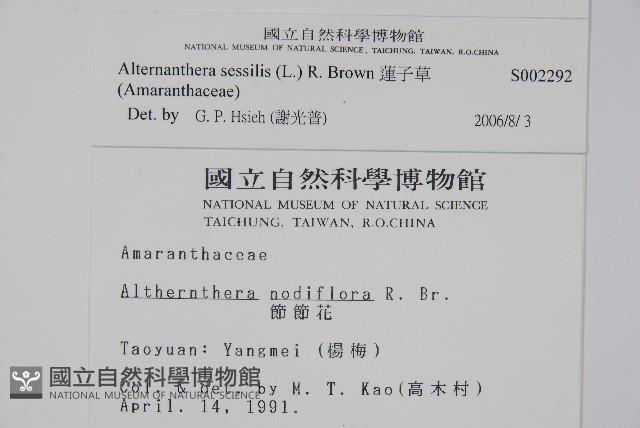 國立自然科學博物館
NATIONAL MUSEUM OF NATURAL SCIENCE, TAICHUNG, TAIWAN, R.O.CHINA
Alternanthera sessilis (L.) R. Brown 蓮子草 S002292
(Amaranthaceae)
Det. by G. P. Hsieh (謝光普) 2006/8/ 3
國立自然科學博物館
NATIONAL MUSEUM OF NATURAL SCIENCE
TAICHUNG, TAIWAN, R.O.CHINA
Amaranthaceae
Althernthera nodiflora R. Br.
節節花
Taoyuan: Yangmei (楊梅)
國立自然科學博物館
Col. & det. by M. T. Kao(高木村)
NATIONAL MUSEUM OF NATURAL SCIENCE
April. 14, 1991.